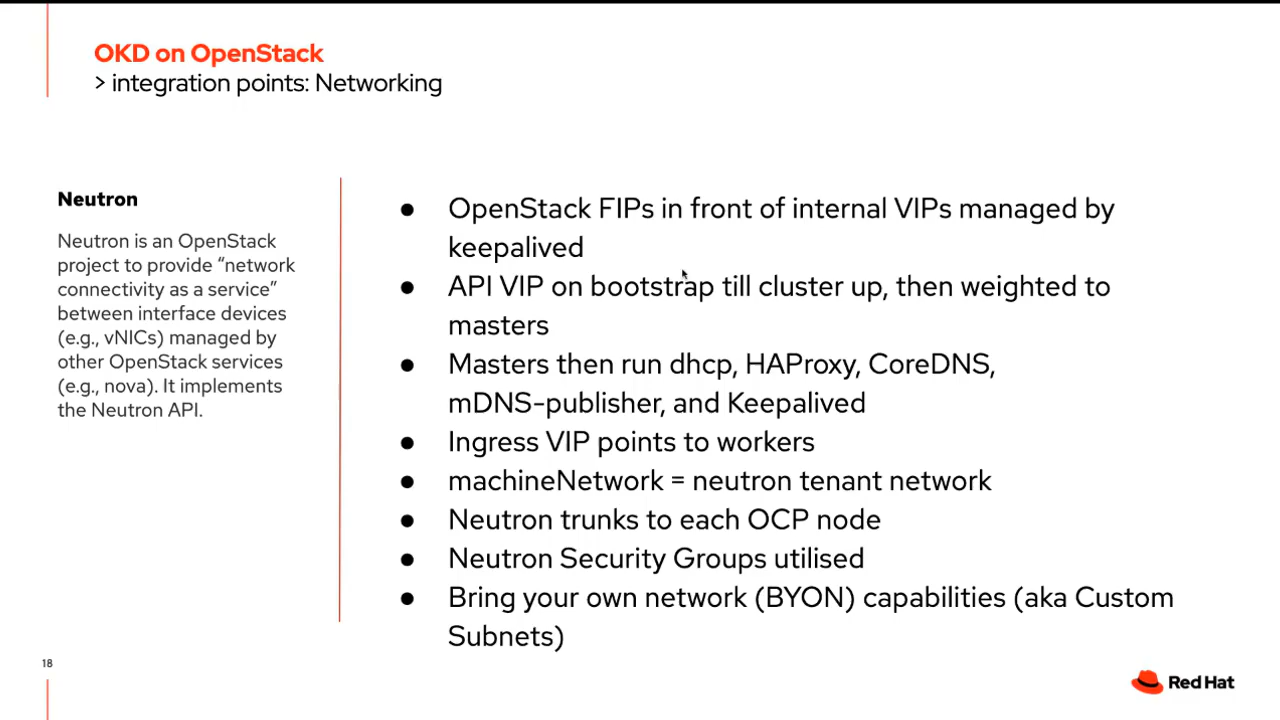 OKD on OpenStack
> integration points: Networking
Neutron
Neutron is an OpenStack
project to provide “network
connectivity as a service”
between interface devices
(e.g., vNICs) managed by
other OpenStack services
(e.g., nova). It implements
the Neutron API.
● OpenStack FIPs in front of internal VIPs managed by
keepalived
● API VIP on bootstrap till cluster up, then weighted to
masters
● Masters then run dhcp, HAProxy, CoreDNS,
mDNS-publisher, and Keepalived
● Ingress VIP points to workers
● machineNetwork = neutron tenant network
● Neutron trunks to each OCP node
● Neutron Security Groups utilised
● Bring your own network (BYON) capabilities (aka Custom
Subnets)
18
Red Hat